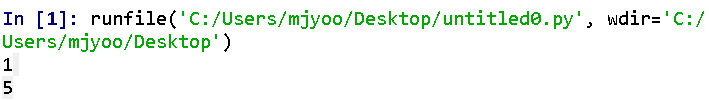 In [1]: runfile('C:/Users/mjyoo/Desktop/untitled0.py', wdir='C:/
Users/mjyoo/Desktop')
1
5